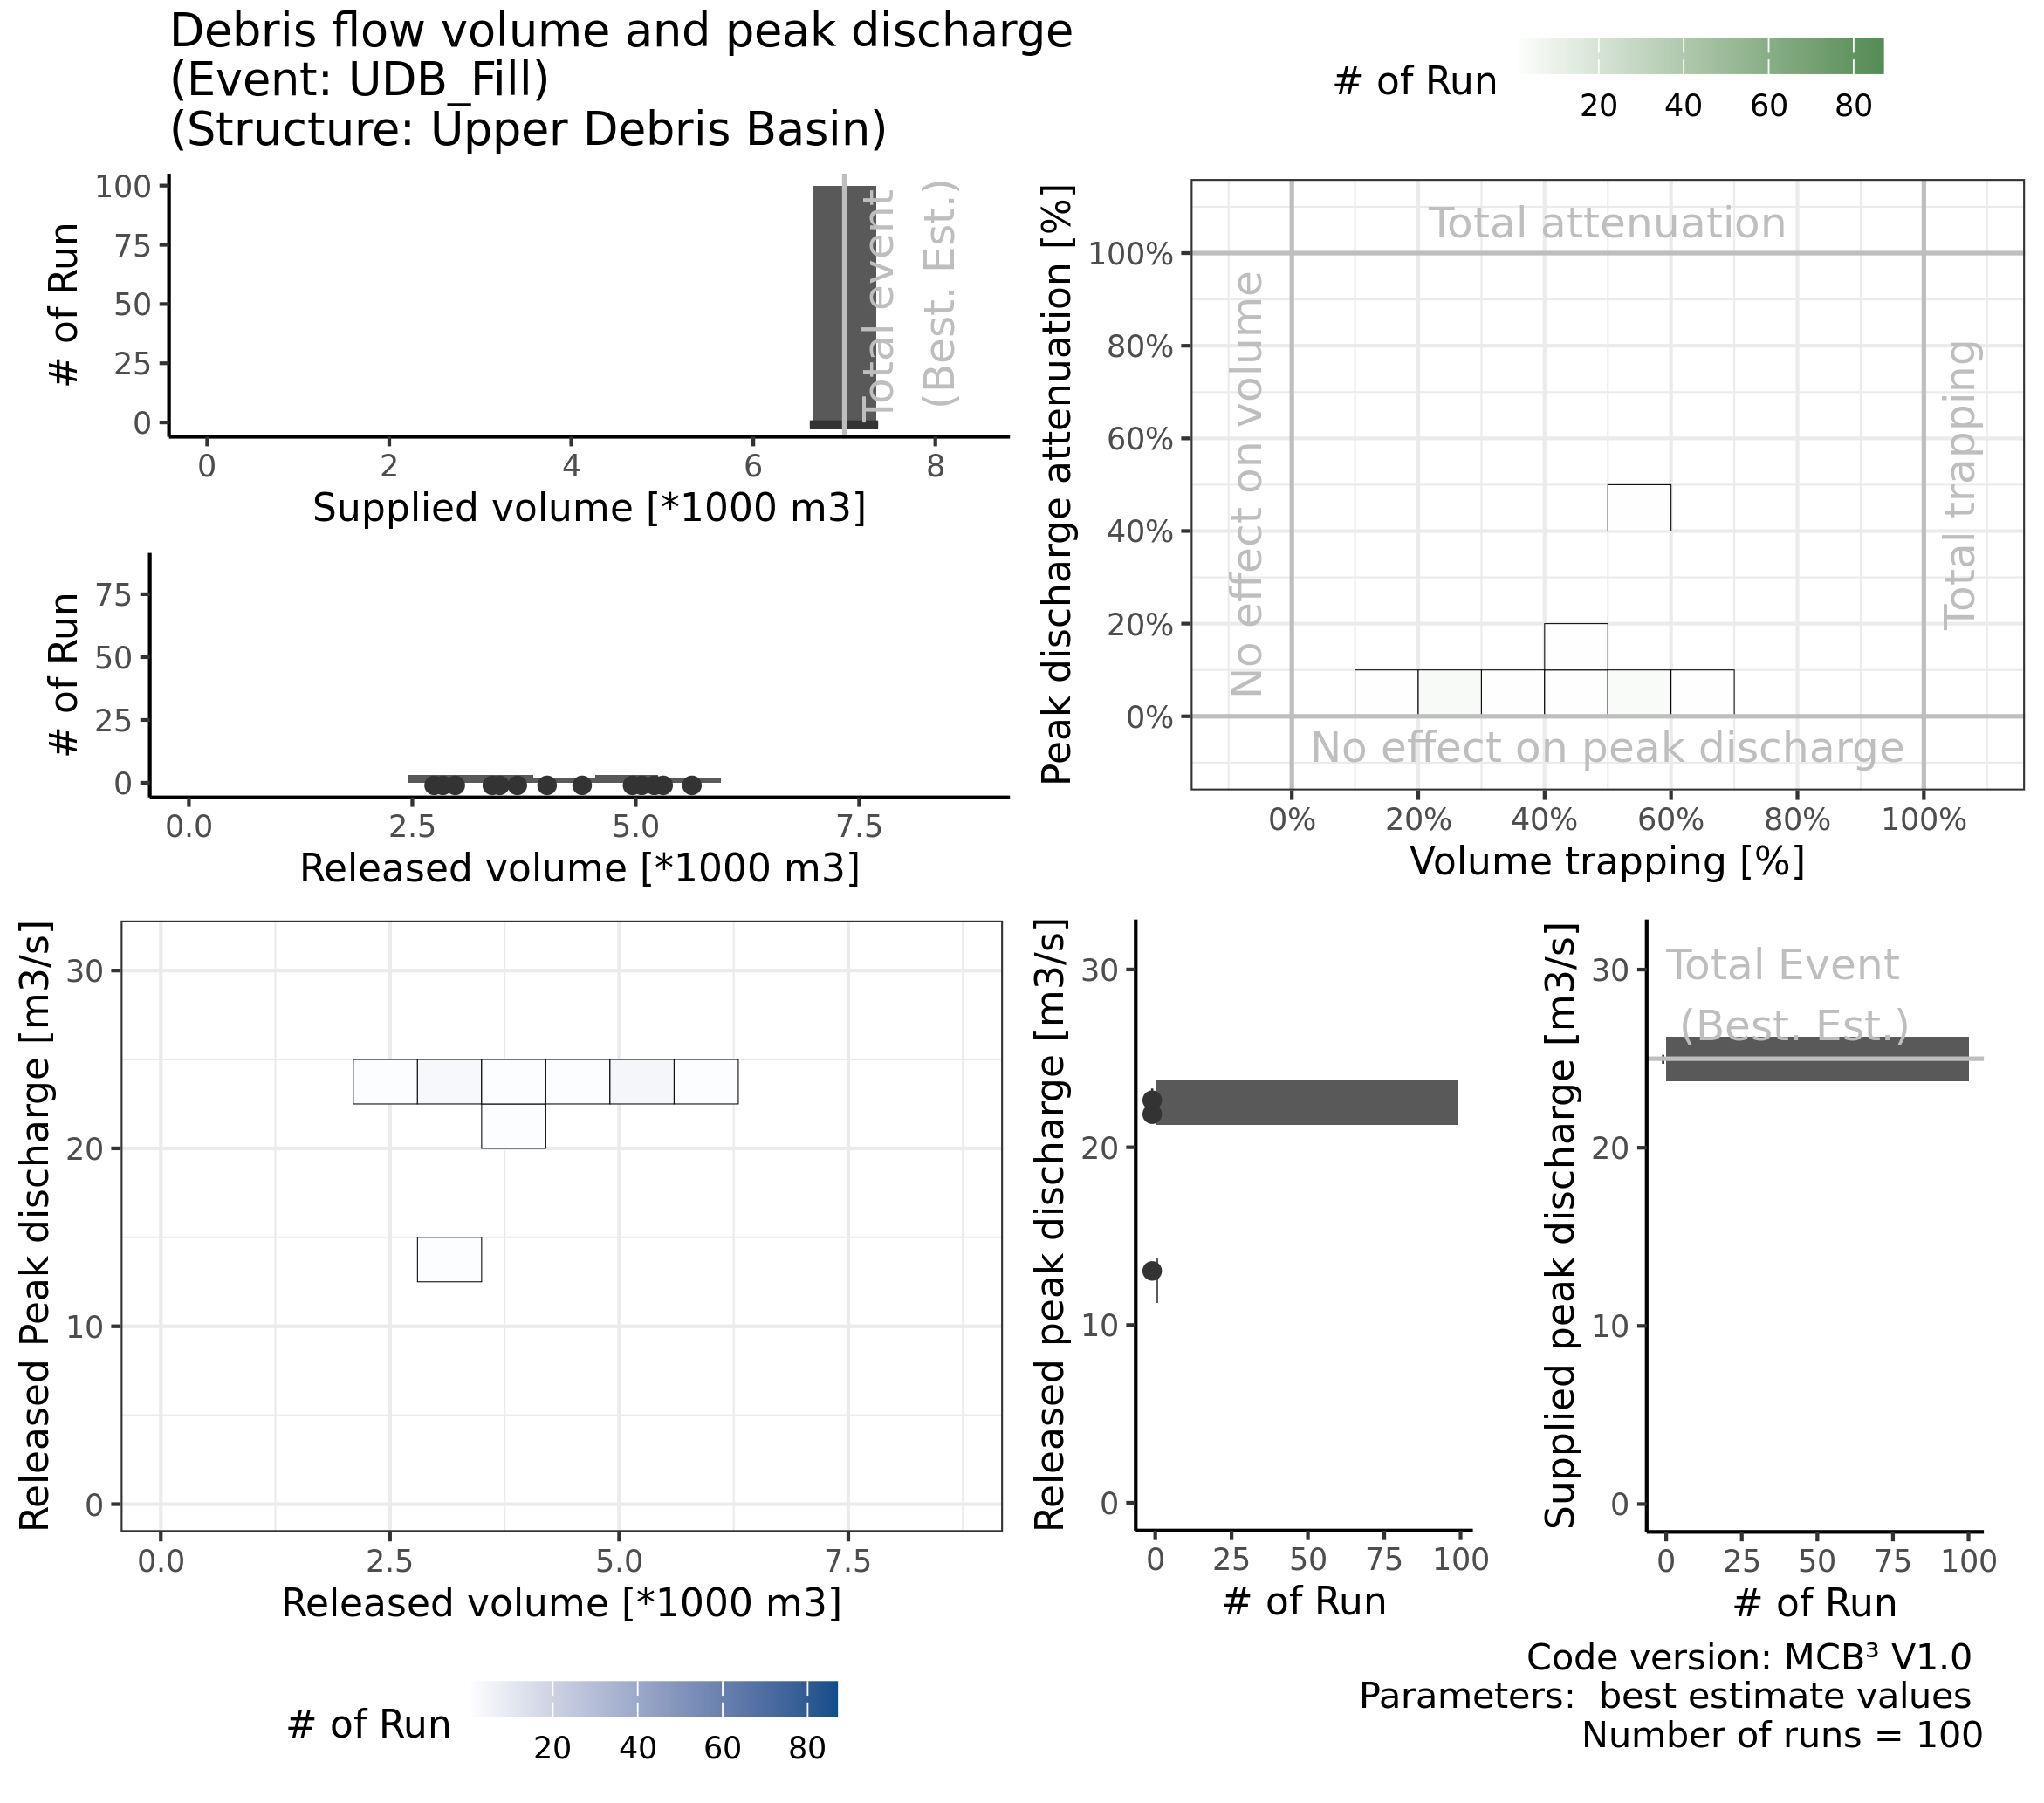 Debris flow volume and peak discharge
(Event: UDB_Fill)
(Structure: Upper Debris Basin)
# of Run
20 40 60 80
# of Run
100
75
50
25
0
Total event
(Best. Est.)
0 2 4 6 8
Supplied volume [*1000 m3]
# of Run
75
50
25
0
0.0 2.5 5.0 7.5
Released volume [*1000 m3]
Peak discharge attenuation [%]
100%
80%
60%
40%
20%
0%
Total attenuation
No effect on volume
Total trapping
No effect on peak discharge
0% 20% 40% 60% 80% 100%
Volume trapping [%]
Released Peak discharge [m3/s]
30
20
10
0
0.0 2.5 5.0 7.5
Released volume [*1000 m3]
# of Run
20 40 60 80
Released peak discharge [m3/s]
30
20
10
0
0 25 50 75 100
# of Run
Supplied peak discharge [m3/s]
30
20
10
0
Total Event
(Best. Est.)
0 25 50 75 100
# of Run
Code version: MCB³ V1.0
Parameters:  best estimate values
Number of runs = 100